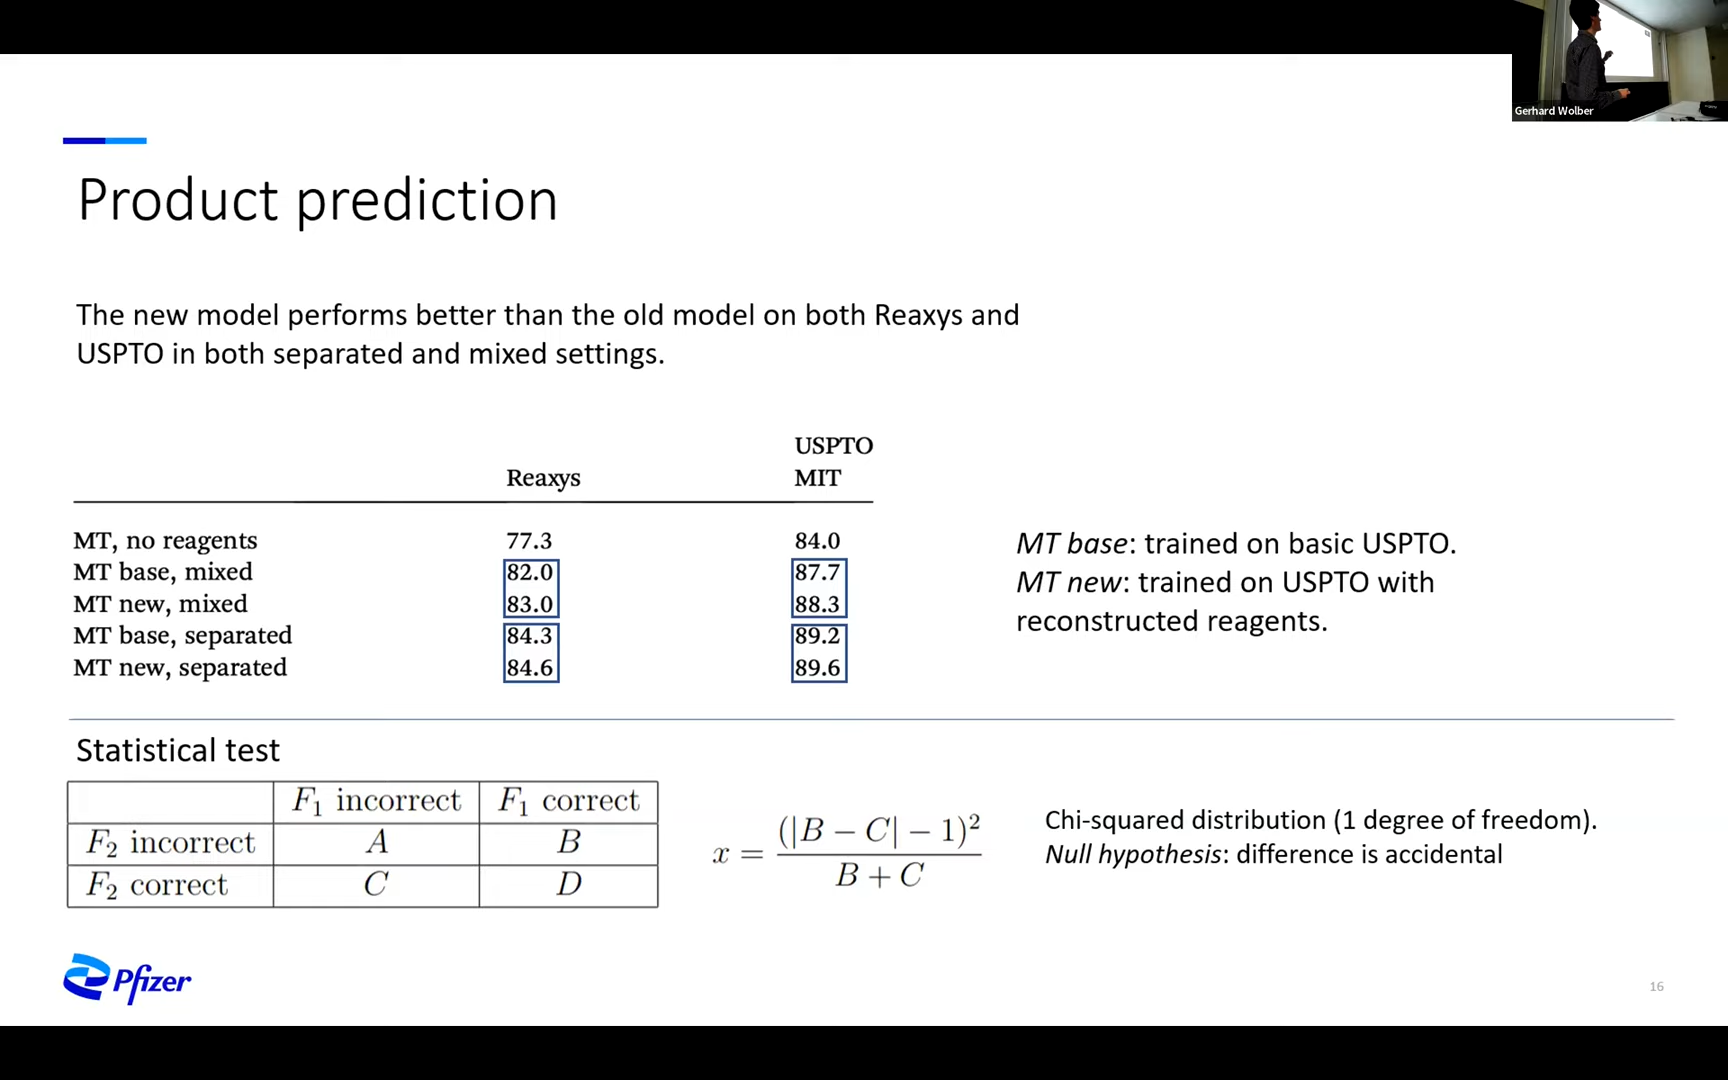 Gerhard Wolber
Product prediction
The new model performs better than the old model on both Reaxys and
USPTO in both separated and mixed settings.
USPTO
Reaxys MIT
MT, no reagents 77.3 84.0
MT base, mixed 82.0 87.7
MT new, mixed 83.0 88.3
MT base, separated 84.3 89.2
MT new, separated 84.6 89.6
MT base: trained on basic USPTO.
MT new: trained on USPTO with
reconstructed reagents.
Statistical test
F₁ incorrect F₁ correct
F₂ incorrect A B
F₂ correct C D
x = (|B − C| − 1)² / B + C
Chi-squared distribution (1 degree of freedom).
Null hypothesis: difference is accidental
Pfizer
16